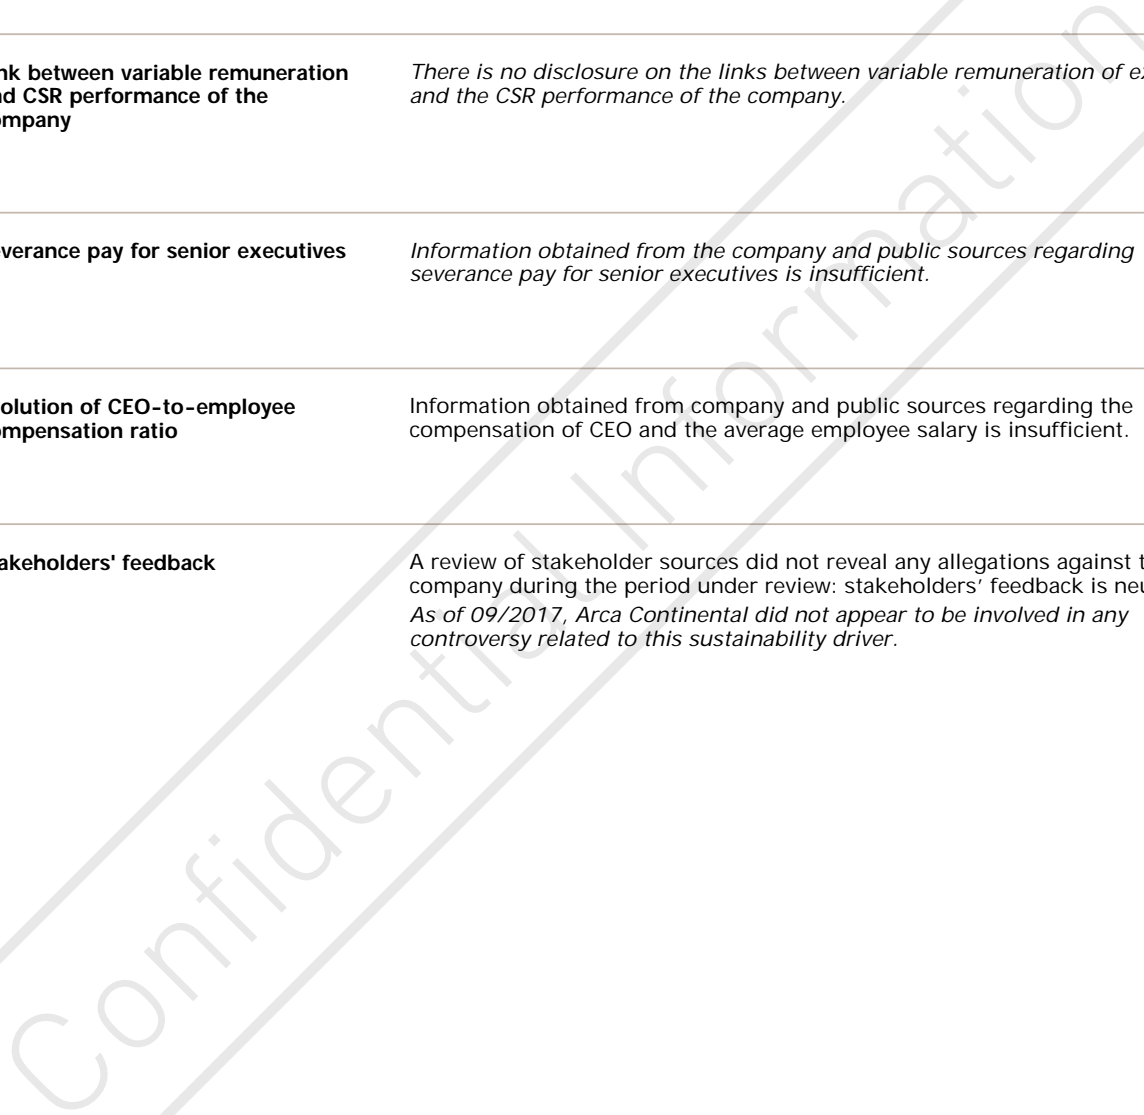 nk between variable remuneration
nd CSR performance of the
ompany
There is no disclosure on the links between variable remuneration of ex
and the CSR performance of the company.
verance pay for senior executives
Information obtained from the company and public sources regarding
severance pay for senior executives is insufficient.
olution of CEO-to-employee
ompensation ratio
Information obtained from company and public sources regarding the
compensation of CEO and the average employee salary is insufficient.
akeholders' feedback
A review of stakeholder sources did not reveal any allegations against t
company during the period under review: stakeholders’ feedback is neu
As of 09/2017, Arca Continental did not appear to be involved in any
controversy related to this sustainability driver.
Confidential Information